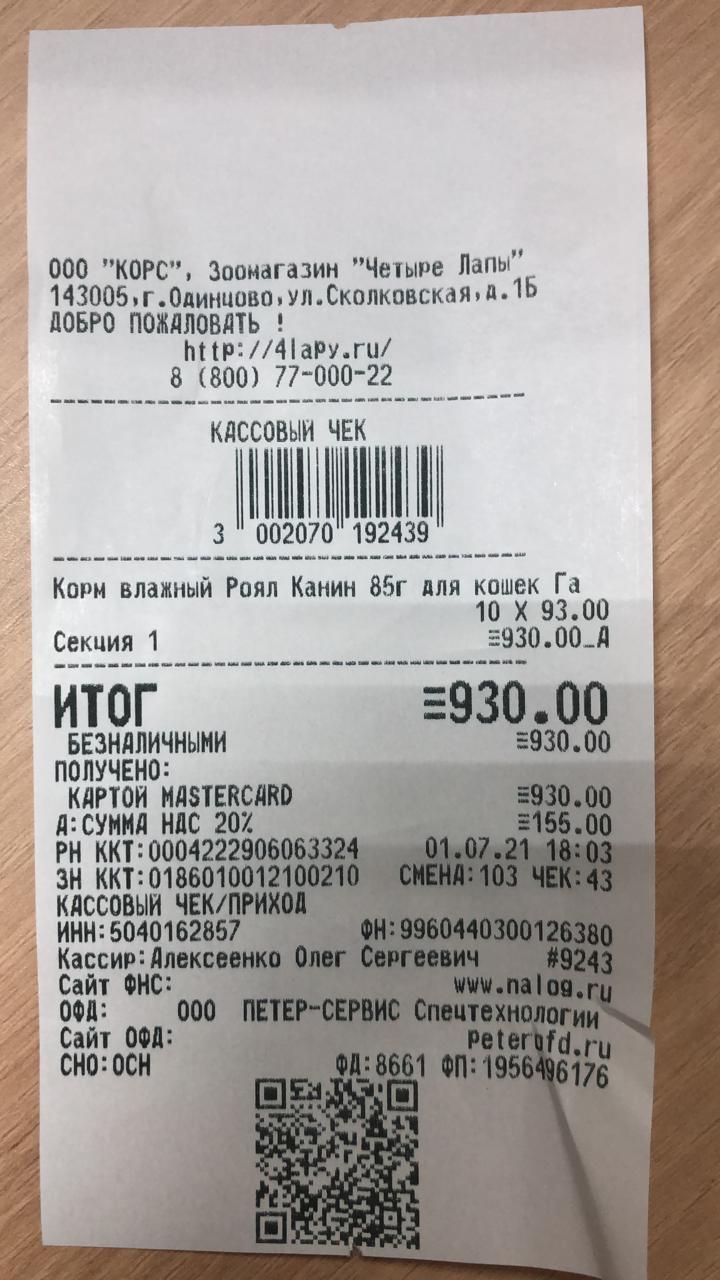 ООО "КОРС", Зоомагазин "Четыре Лапы"
143005,г.Одинцово,ул.Сколковская,д.1Б
ДОБРО ПОЖАЛОВАТЬ !
http://4lapy.ru/
8 (800) 77-000-22
КАССОВЫЙ ЧЕК
3 002070 192439
Корм влажный Роял Канин 85г для кошек Га
10 X 93.00
Секция 1 ≡930.00_А
ИТОГ ≡930.00
БЕЗНАЛИЧНЫМИ ≡930.00
ПОЛУЧЕНО:
КАРТОЙ MASTERCARD ≡930.00
А:СУММА НДС 20% ≡155.00
РН ККТ:0004222906063324 01.07.21 18:03
ЗН ККТ:0186010012100210 СМЕНА:103 ЧЕК:43
КАССОВЫЙ ЧЕК/ПРИХОД
ИНН:5040162857 ФН:9960440300126380
Кассир:Алексеенко Олег Сергеевич #9243
Сайт ФНС: www.nalog.ru
ОФД: ООО ПЕТЕР-СЕРВИС Спецтехнологии
Сайт ОФД: peterofd.ru
СНО:ОСН ФД:8661 ФП:1956496176